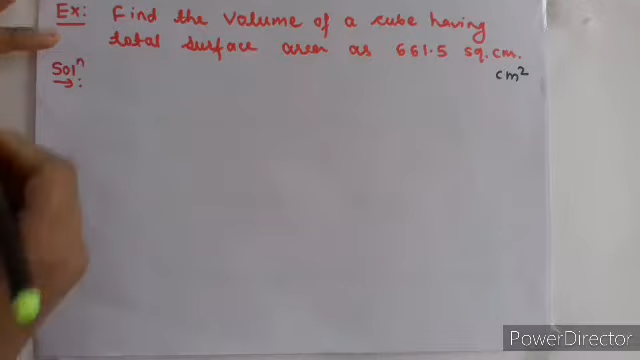 Ex: Find the volume of a cube having
total surface area as 661.5 sq.cm.
cm²
Solⁿ
→:
PowerDirector